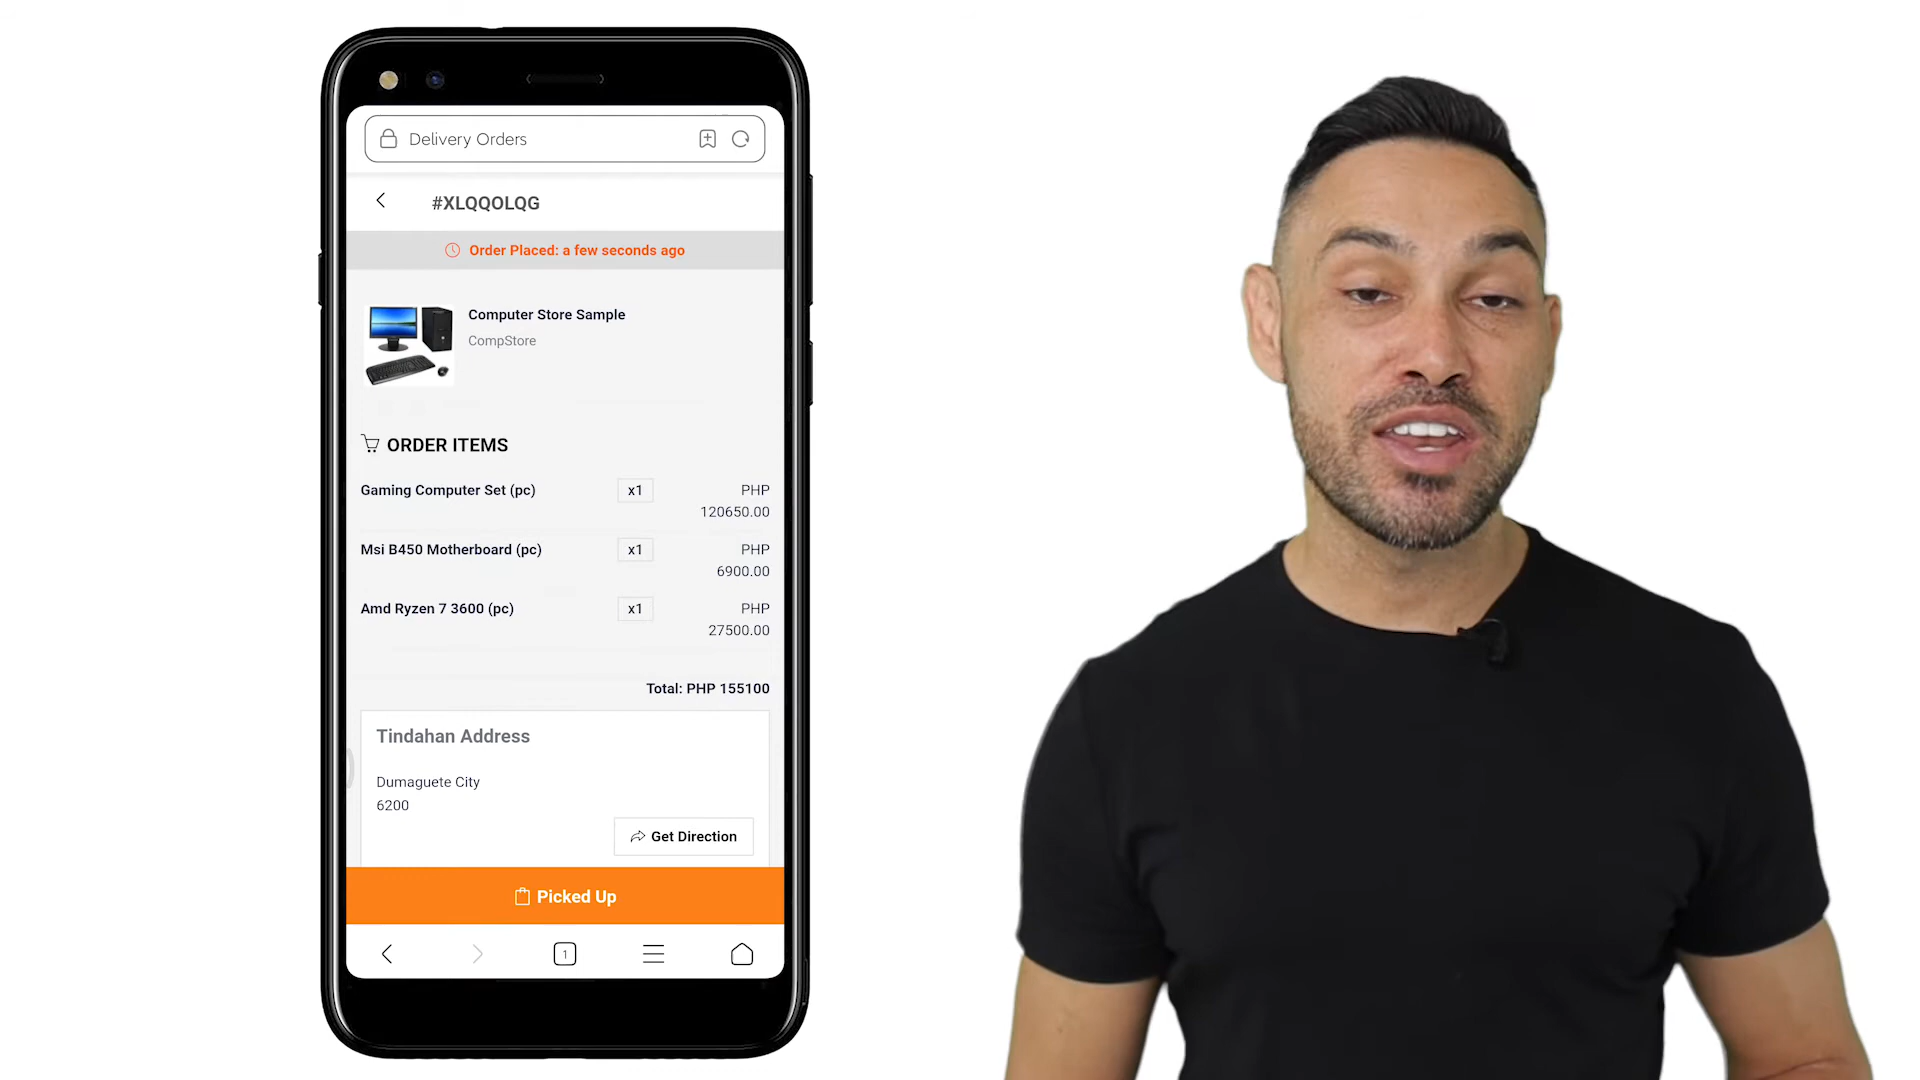 Delivery Orders
#XLQQOLQG
Order Placed: a few seconds ago
Computer Store Sample
CompStore
ORDER ITEMS
Gaming Computer Set (pc) x1 PHP
120650.00
Msi B450 Motherboard (pc) x1 PHP
6900.00
Amd Ryzen 7 3600 (pc) x1 PHP
27500.00
Total: PHP 155100
Tindahan Address
Dumaguete City
6200
Get Direction
Picked Up
1